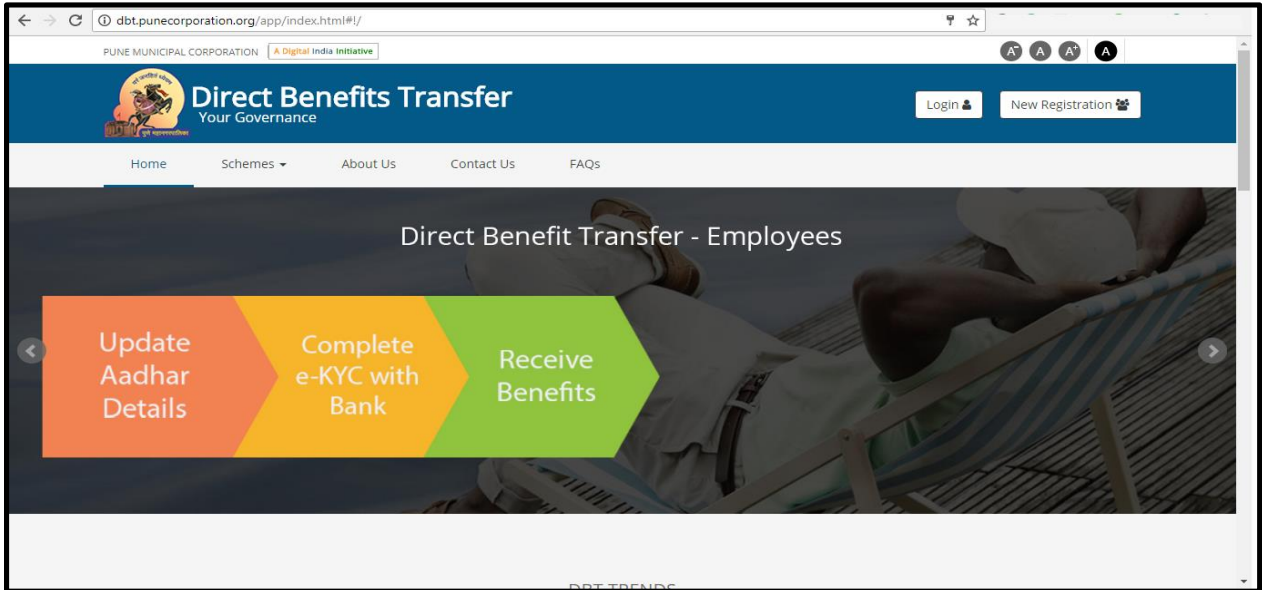 dbt.punecorporation.org/app/index.html#!/
PUNE MUNICIPAL CORPORATION A Digital India Initiative
A- A A+ A
Direct Benefits Transfer
Your Governance
Login New Registration
Home Schemes About Us Contact Us FAQs
Direct Benefit Transfer - Employees
Update
Aadhar
Details
Complete
e-KYC with
Bank
Receive
Benefits
DBT TRENDS